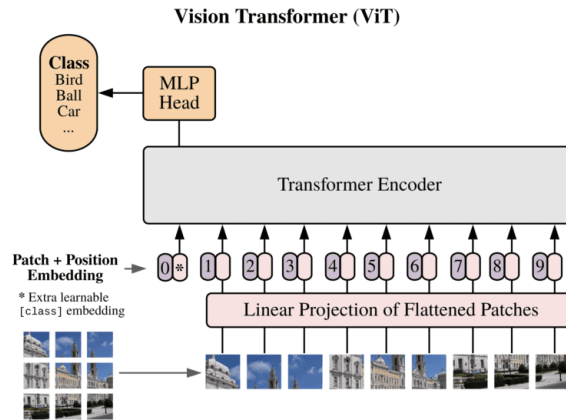 Vision Transformer (ViT)
Class
Bird
Ball
Car
...
MLP
Head
Transformer Encoder
Patch + Position
Embedding
0 * 1 2 3 4 5 6 7 8 9
* Extra learnable
[class] embedding
Linear Projection of Flattened Patches